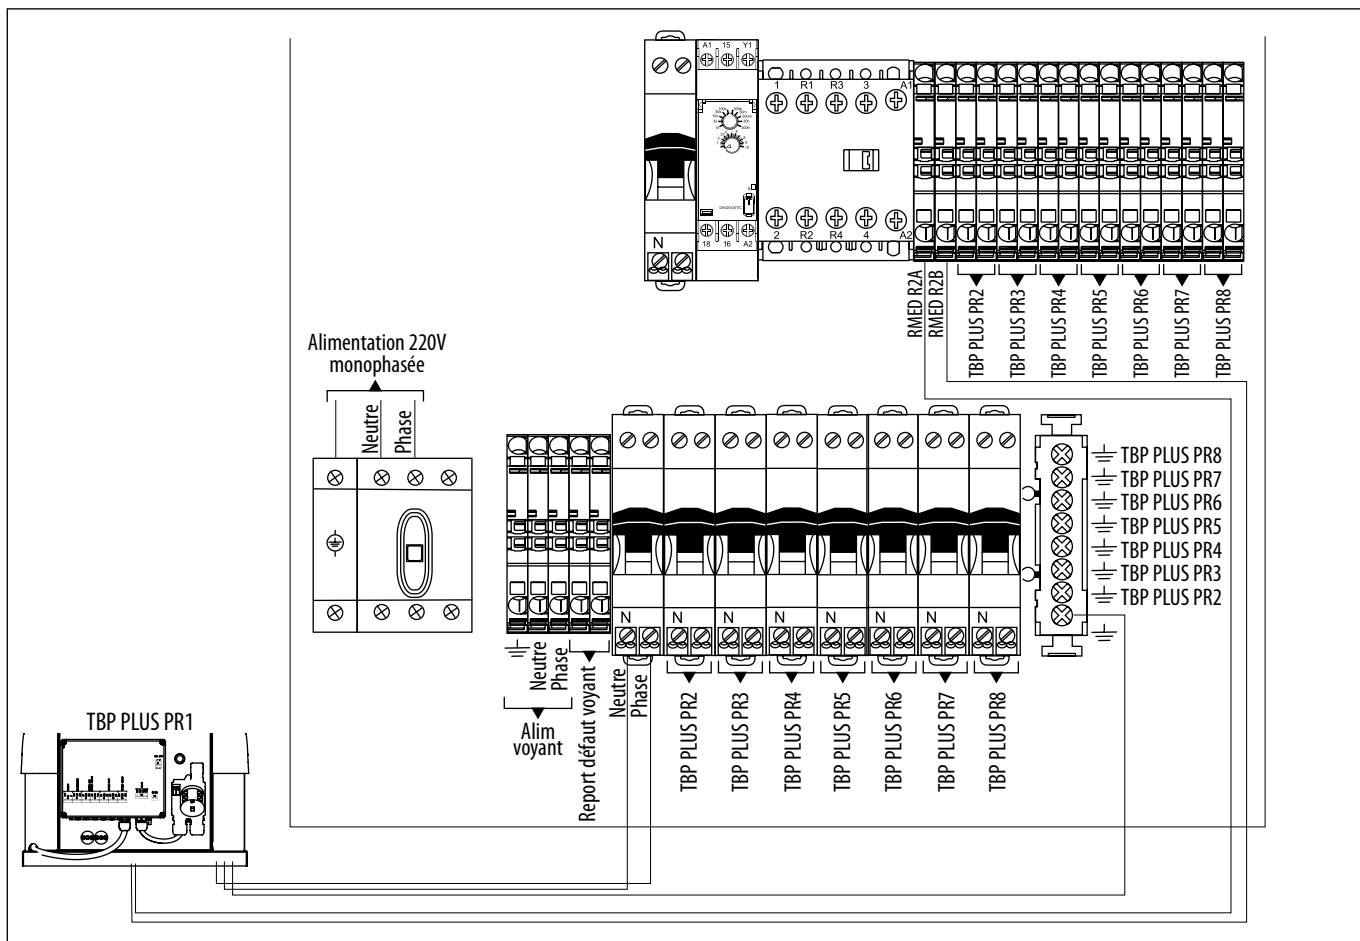 A1 15 Y1
1 R1 R3 3 A1
DIAGNOSTIC
2 R2 R4 4 A2
N
18 16 A2
RMED R2A
RMED R2B
TBP PLUS PR2
TBP PLUS PR3
TBP PLUS PR4
TBP PLUS PR5
TBP PLUS PR6
TBP PLUS PR7
TBP PLUS PR8
Alimentation 220V
monophasée
Neutre
Phase
TBP PLUS PR8
TBP PLUS PR7
TBP PLUS PR6
TBP PLUS PR5
TBP PLUS PR4
TBP PLUS PR3
TBP PLUS PR2
N N N N N N N N
Neutre
Phase
Alim
voyant
Report défaut voyant
Neutre
Phase
TBP PLUS PR2
TBP PLUS PR3
TBP PLUS PR4
TBP PLUS PR5
TBP PLUS PR6
TBP PLUS PR7
TBP PLUS PR8
TBP PLUS PR1